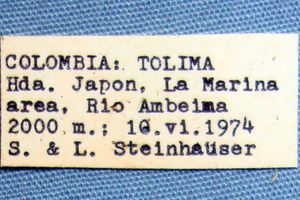 COLOMBIA: TOLIMA
Hda. Japon, La Marina
area, Rio Ambeima
2000 m.; 10.vi.1974
S. & L. Steinhauser